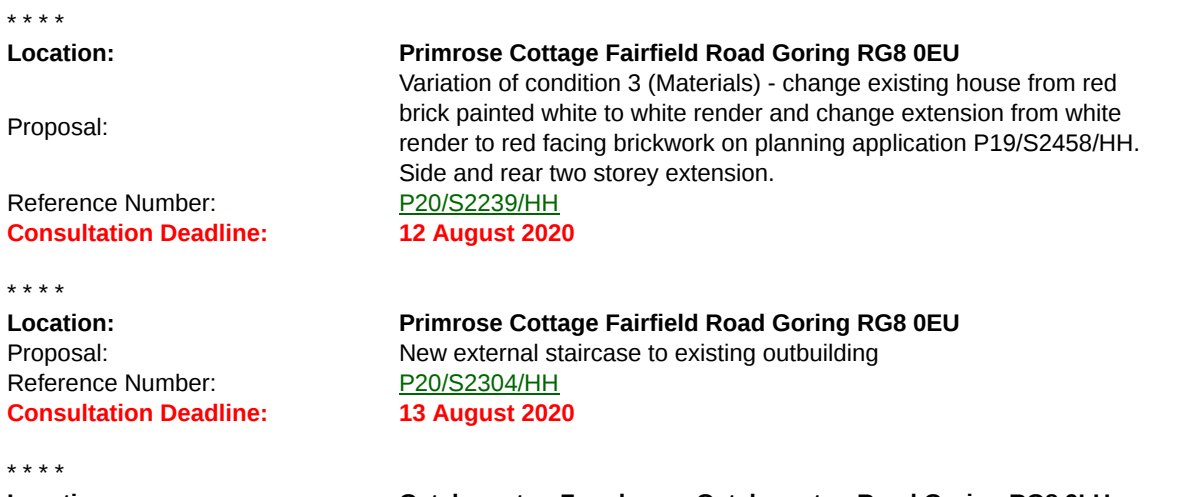 * * * *
Location: Primrose Cottage Fairfield Road Goring RG8 0EU
Variation of condition 3 (Materials) - change existing house from red
brick painted white to white render and change extension from white
Proposal:
render to red facing brickwork on planning application P19/S2458/HH.
Side and rear two storey extension.
Reference Number: P20/S2239/HH
Consultation Deadline: 12 August 2020
* * * *
Location: Primrose Cottage Fairfield Road Goring RG8 0EU
Proposal: New external staircase to existing outbuilding
Reference Number: P20/S2304/HH
Consultation Deadline: 13 August 2020
* * * *